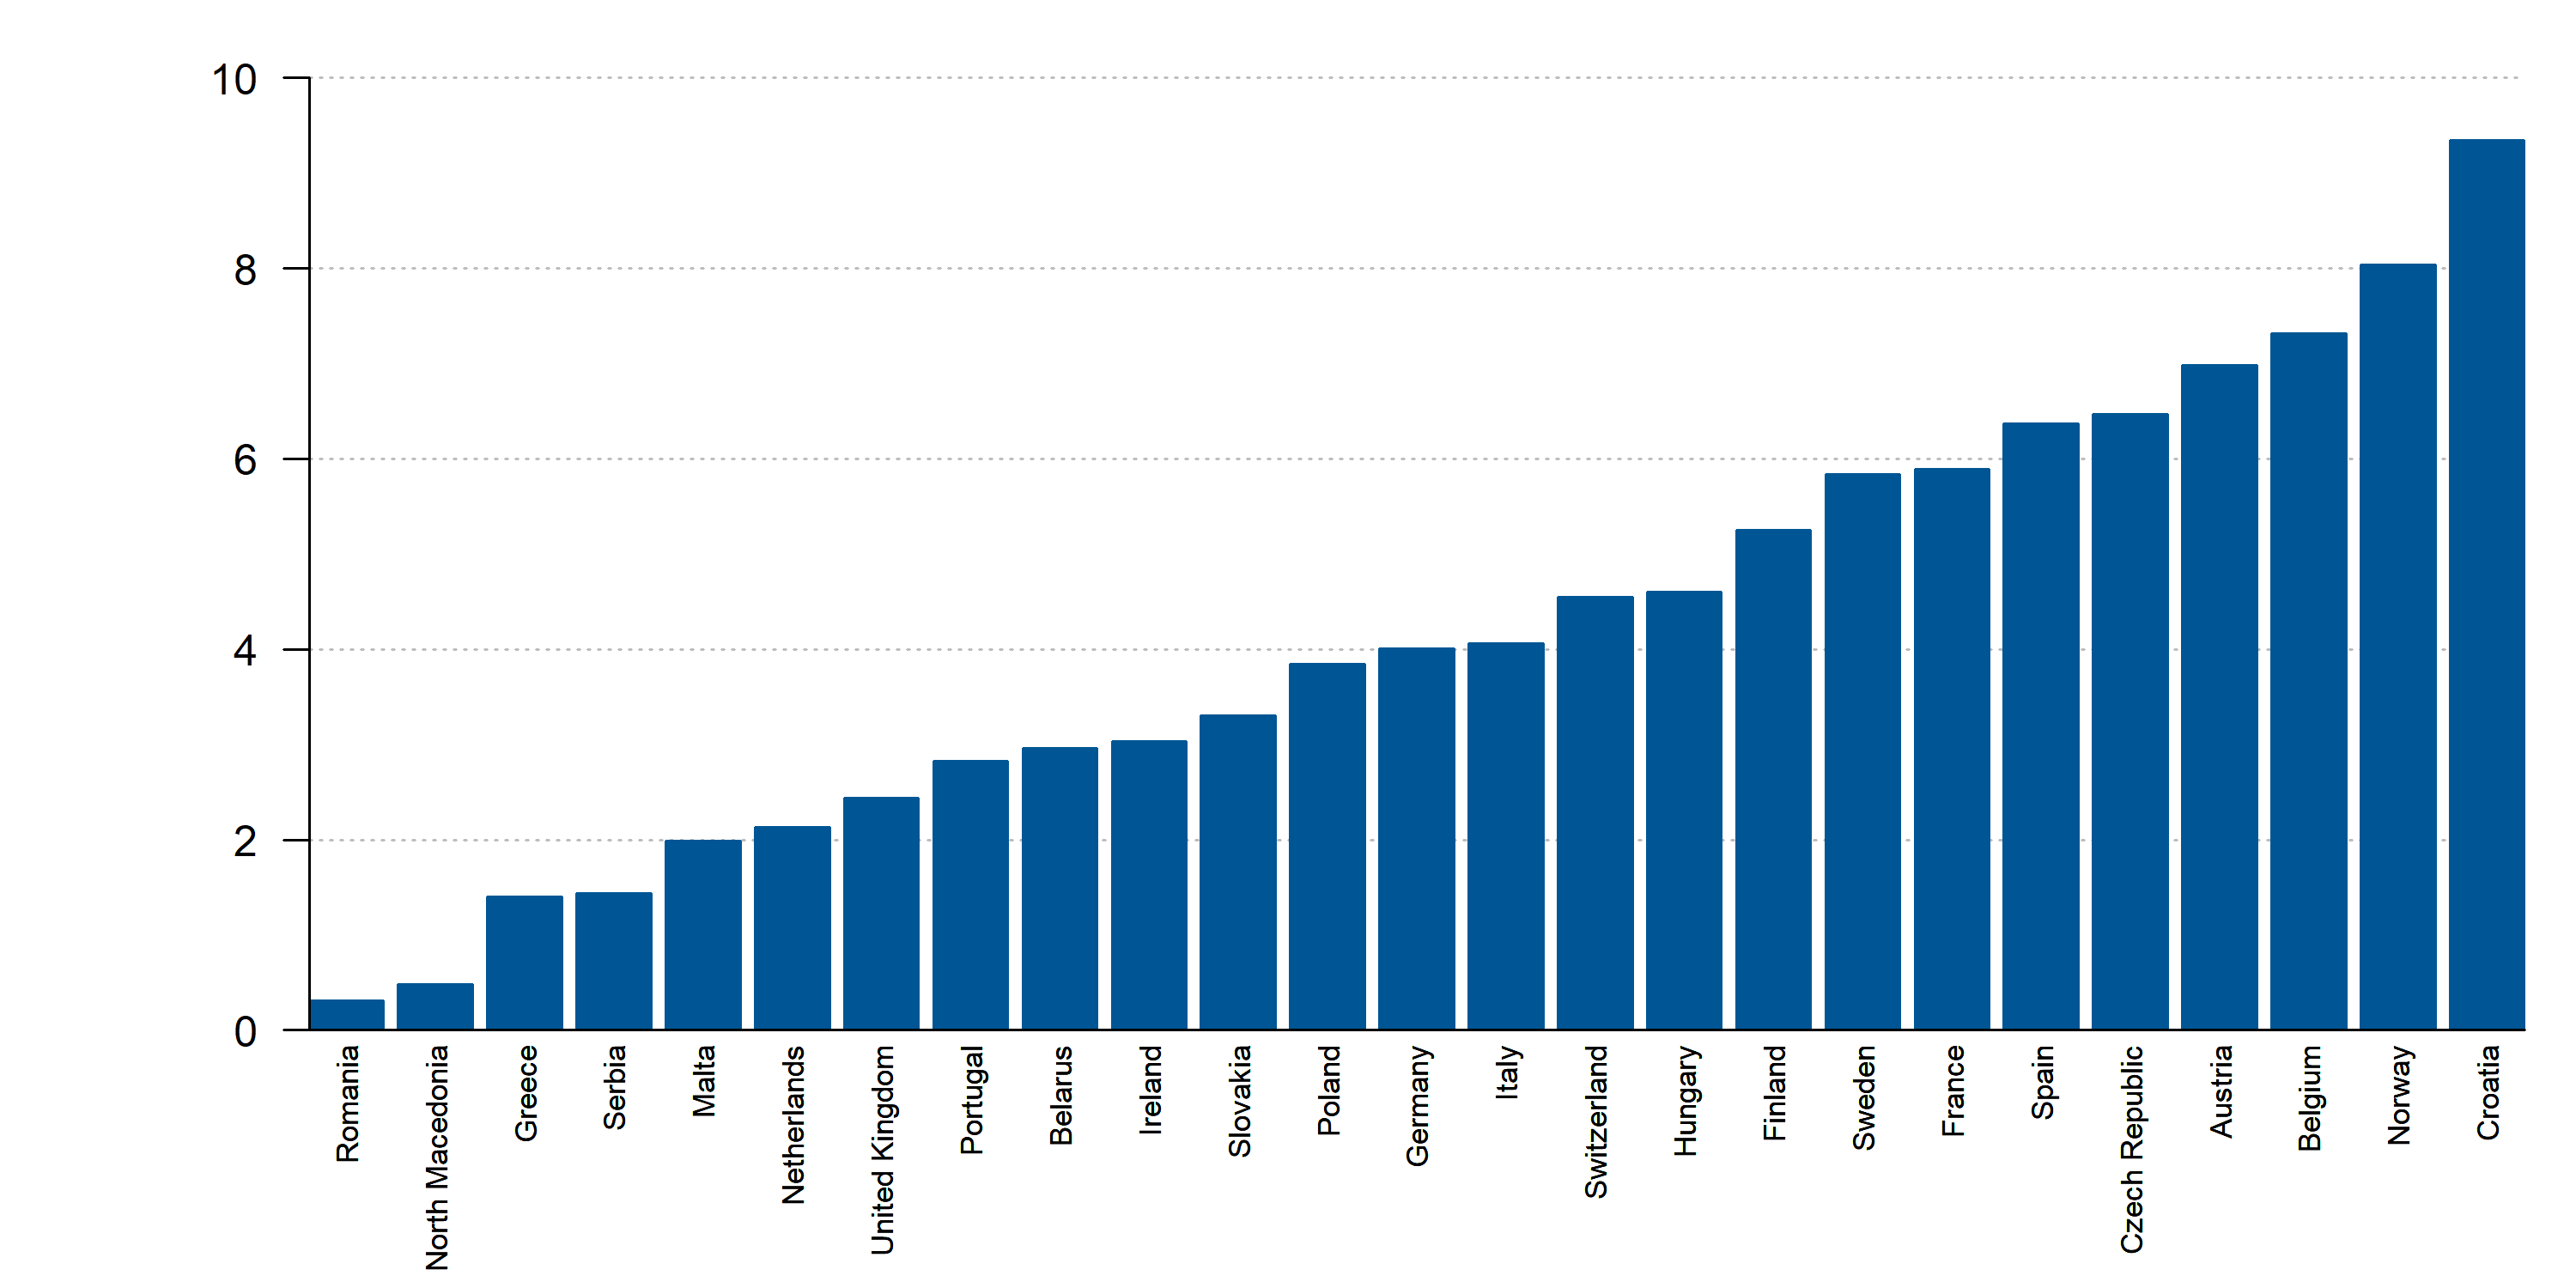 10
8
6
4
2
0
Romania
North Macedonia
Greece
Serbia
Malta
Netherlands
United Kingdom
Portugal
Belarus
Ireland
Slovakia
Poland
Germany
Italy
Switzerland
Hungary
Finland
Sweden
France
Spain
Czech Republic
Austria
Belgium
Norway
Croatia